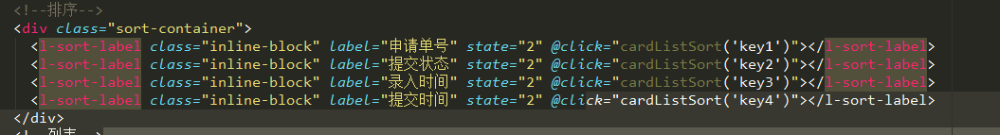 <!--排序-->
<div class="sort-container">
<l-sort-label class="inline-block" label="申请单号" state="2" @click="cardListSort('key1')"></l-sort-label>
<l-sort-label class="inline-block" label="提交状态" state="2" @click="cardListSort('key2')"></l-sort-label>
<l-sort-label class="inline-block" label="录入时间" state="2" @click="cardListSort('key3')"></l-sort-label>
<l-sort-label class="inline-block" label="提交时间" state="2" @click="cardListSort('key4')"></l-sort-label>
</div>
<!--列表-->